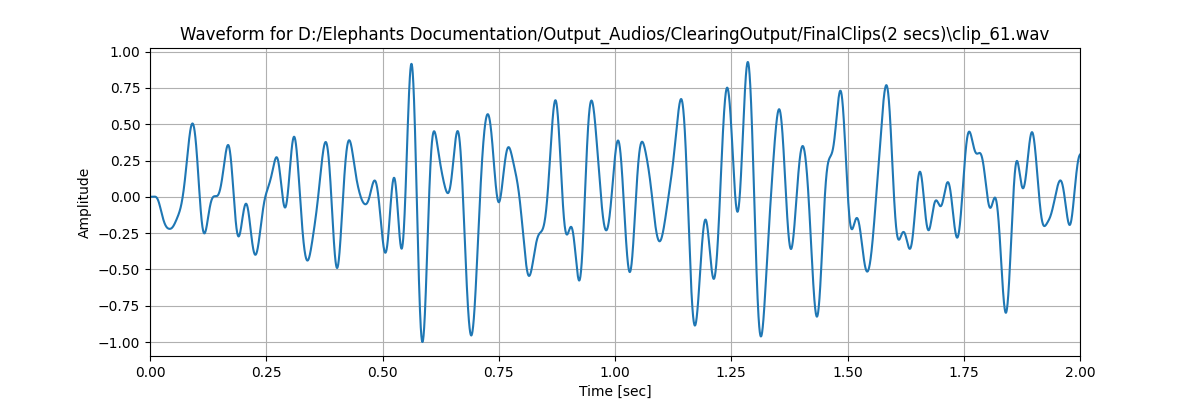 Waveform for D:/Elephants Documentation/Output_Audios/ClearingOutput/FinalClips(2 secs)\clip_61.wav
1.00
0.75
0.50
0.25
0.00
−0.25
−0.50
−0.75
−1.00
Amplitude
0.00 0.25 0.50 0.75 1.00 1.25 1.50 1.75 2.00
Time [sec]